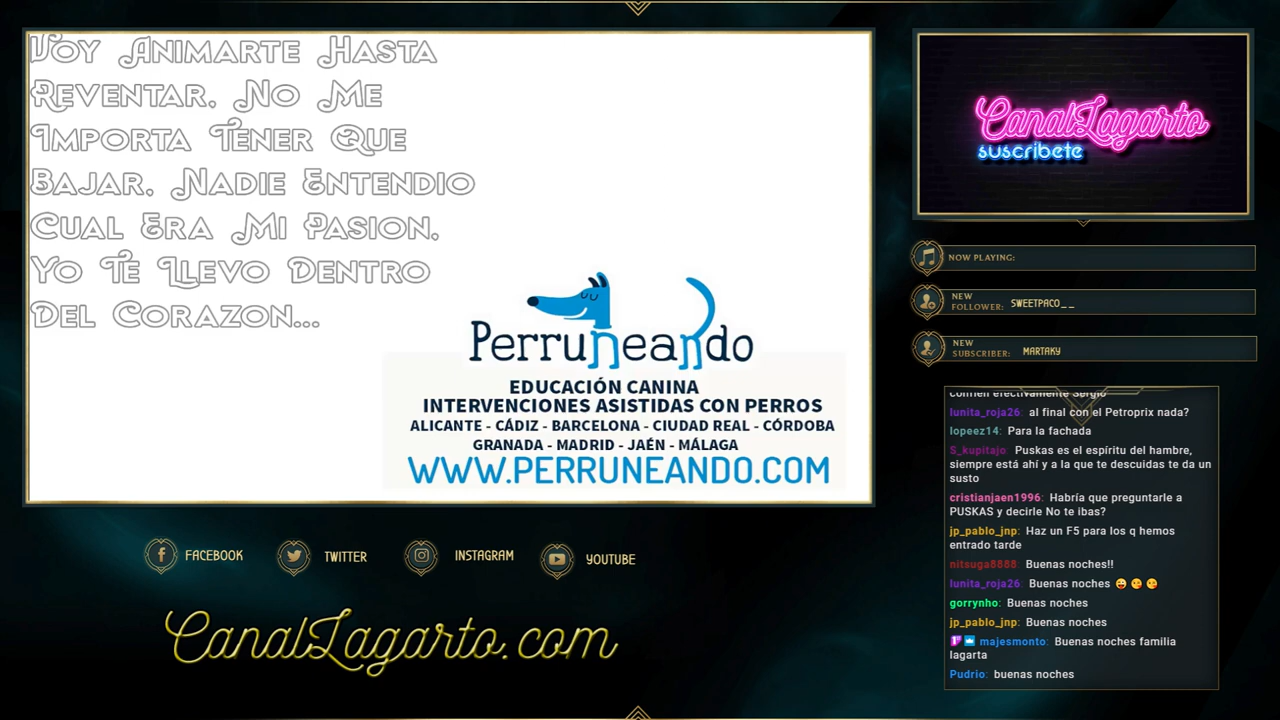 Voy Animarte Hasta
Reventar. No Me
Importa Tener Que
Bajar. Nadie Entendio
Cual Era Mi Pasion.
Yo Te Llevo Dentro
Del Corazon...
Perruneando
EDUCACIÓN CANINA
INTERVENCIONES ASISTIDAS CON PERROS
ALICANTE - CÁDIZ - BARCELONA - CIUDAD REAL - CÓRDOBA
GRANADA - MADRID - JAÉN - MÁLAGA
WWW.PERRUNEANDO.COM
FACEBOOK
TWITTER
INSTAGRAM
YOUTUBE
CanalLagarto.com
CanalLagarto
suscribete
NOW PLAYING:
NEW
FOLLOWER: SWEETPACO__
NEW
SUBSCRIBER: MARTAKY
confien efectivamente Sergio
lunita_roja26: al final con el Petroprix nada?
lopeez14: Para la fachada
S_kupitajo: Puskas es el espíritu del hambre,
siempre está ahí y a la que te descuidas te da un
susto
cristianjaen1996: Habría que preguntarle a
PUSKAS y decirle No te ibas?
jp_pablo_jnp: Haz un F5 para los q hemos
entrado tarde
nitsuga8888: Buenas noches!!
lunita_roja26: Buenas noches 😛 😘 😘
gorrynho: Buenas noches
jp_pablo_jnp: Buenas noches
majesmonto: Buenas noches familia
lagarta
Pudrio: buenas noches